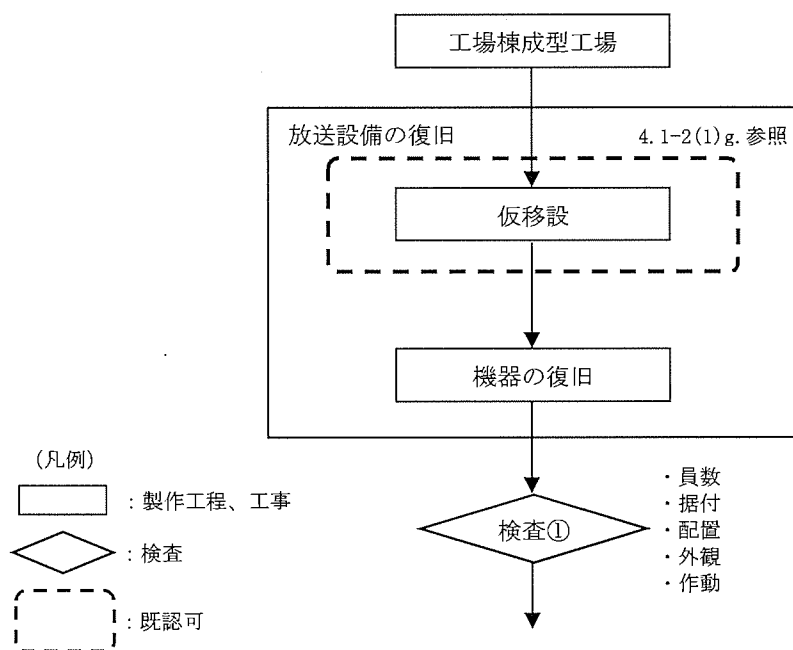 工場棟成型工場
放送設備の復旧 4.1-2(1)g.参照
仮移設
機器の復旧
検査①
・員数
・据付
・配置
・外観
・作動
(凡例)
：製作工程、工事
：検査
：既認可